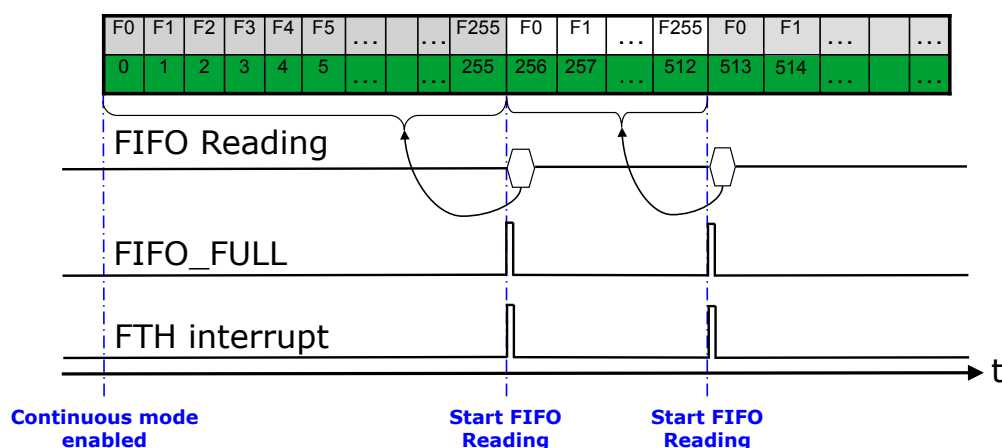 F0 F1 F2 F3 F4 F5 ... ... F255 F0 F1 ... F255 F0 F1 ... ...
0 1 2 3 4 5 ... ... 255 256 257 ... 512 513 514 ... ...
FIFO Reading
FIFO_FULL
FTH interrupt
t
Continuous mode
enabled
Start FIFO
Reading
Start FIFO
Reading